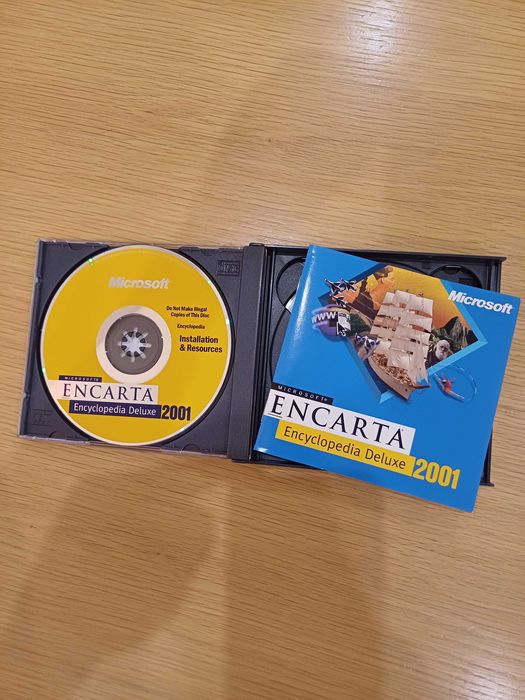 Microsoft
Do Not Make Illegal
Copies of This Disc
Encyclopedia
Installation
& Resources
MICROSOFT®
ENCARTA®
Encyclopedia Deluxe 2001
Microsoft
WWW
MICROSOFT®
ENCARTA®
Encyclopedia Deluxe 2001